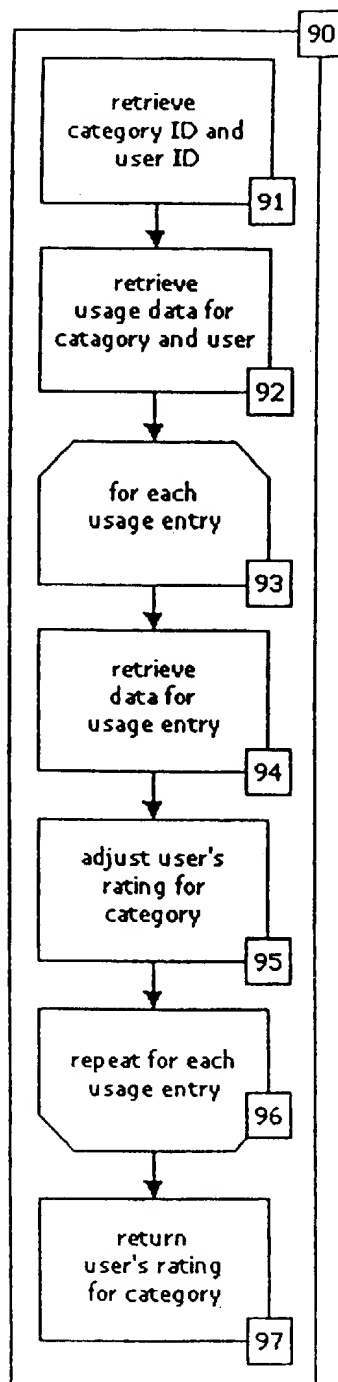 90
retrieve
category ID and
user ID
91
retrieve
usage data for
catagory and user
92
for each
usage entry
93
retrieve
data for
usage entry
94
adjust user's
rating for
category
95
repeat for each
usage entry
96
return
user's rating
for category
97